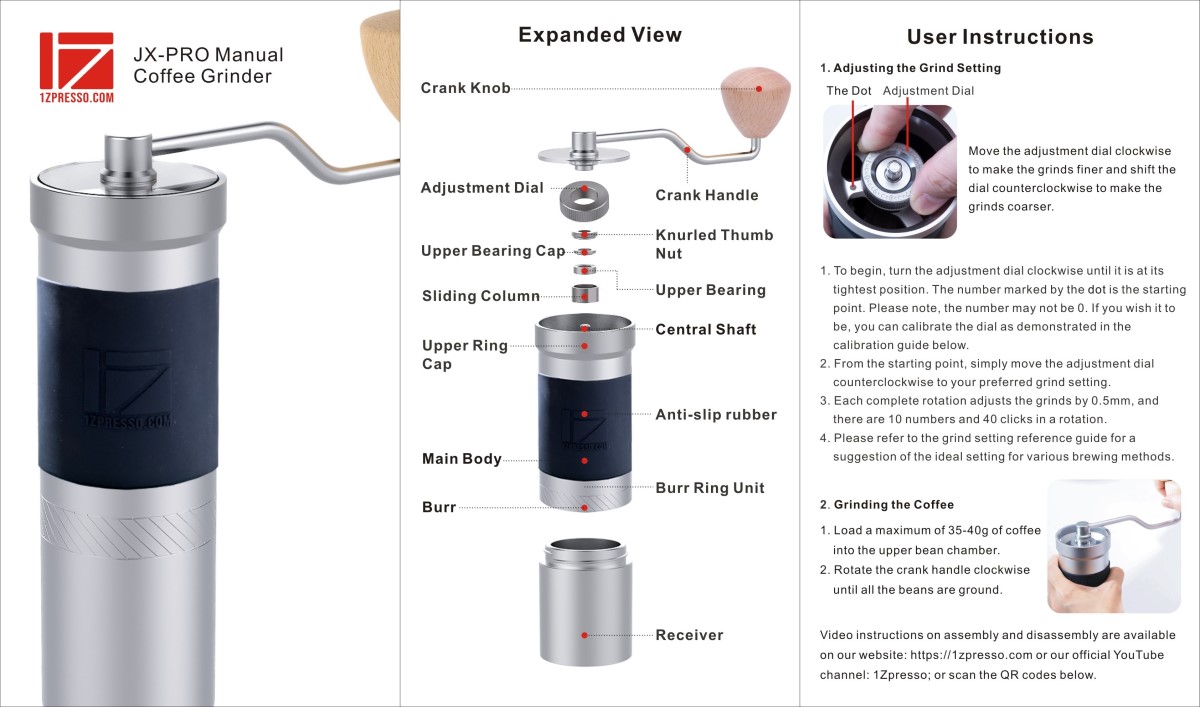 1ZPRESSO.COM
JX-PRO Manual
Coffee Grinder
1ZPRESSO.COM
Expanded View
Crank Knob
Adjustment Dial
Crank Handle
Knurled Thumb
Nut
Upper Bearing Cap
Upper Bearing
Sliding Column
Central Shaft
Upper Ring
Cap
Anti-slip rubber
1ZPRESSO.COM
Main Body
Burr Ring Unit
Burr
Receiver
User Instructions
1. Adjusting the Grind Setting
The Dot Adjustment Dial
Move the adjustment dial clockwise
to make the grinds finer and shift the
dial counterclockwise to make the
grinds coarser.
1. To begin, turn the adjustment dial clockwise until it is at its
tightest position. The number marked by the dot is the starting
point. Please note, the number may not be 0. If you wish it to
be, you can calibrate the dial as demonstrated in the
calibration guide below.
2. From the starting point, simply move the adjustment dial
counterclockwise to your preferred grind setting.
3. Each complete rotation adjusts the grinds by 0.5mm, and
there are 10 numbers and 40 clicks in a rotation.
4. Please refer to the grind setting reference guide for a
suggestion of the ideal setting for various brewing methods.
2. Grinding the Coffee
1. Load a maximum of 35-40g of coffee
into the upper bean chamber.
2. Rotate the crank handle clockwise
until all the beans are ground.
Video instructions on assembly and disassembly are available
on our website: https://1zpresso.com or our official YouTube
channel: 1Zpresso; or scan the QR codes below.